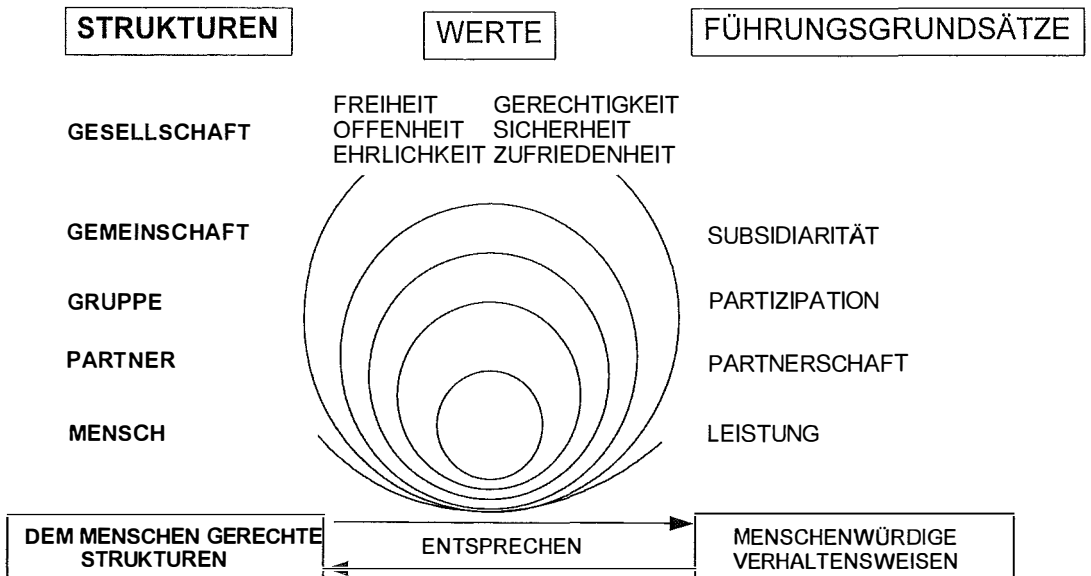 STRUKTUREN
WERTE
FÜHRUNGSGRUNDSÄTZE
GESELLSCHAFT
FREIHEIT GERECHTIGKEIT
OFFENHEIT SICHERHEIT
EHRLICHKEIT ZUFRIEDENHEIT
GEMEINSCHAFT
SUBSIDIARITÄT
GRUPPE
PARTIZIPATION
PARTNER
PARTNERSCHAFT
MENSCH
LEISTUNG
DEM MENSCHEN GERECHTE
STRUKTUREN
ENTSPRECHEN
MENSCHENWÜRDIGE
VERHALTENSWEISEN